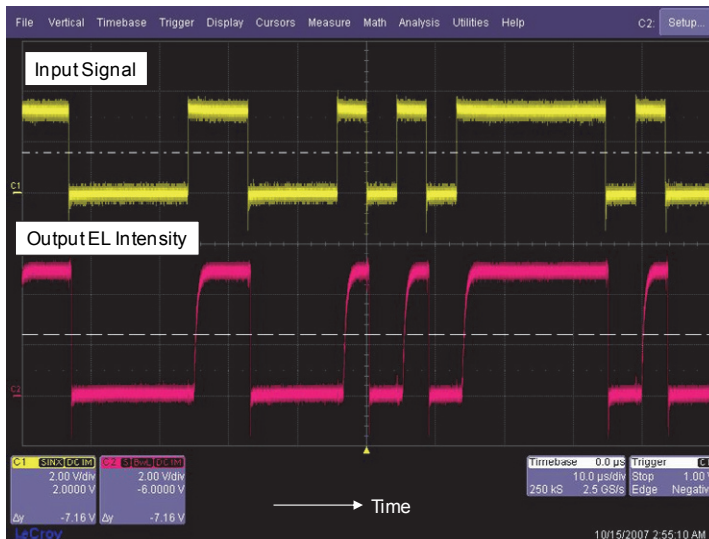 File Vertical Timebase Trigger Display Cursors Measure Math Analysis Utilities Help C2: Setup...
Input Signal
C1
Output EL Intensity
C2
C1 SINX DC1M
2.00 V/div
2.0000 V
Δy -7.16 V
C2 DC1M
2.00 V/div
-6.0000 V
Δy -7.16 V
Timebase 0.0 µs
10.0 µs/div
250 kS 2.5 GS/s
Trigger
Stop 1.00
Edge Negativ
Time
LeCroy
10/15/2007 2:55:10 AM